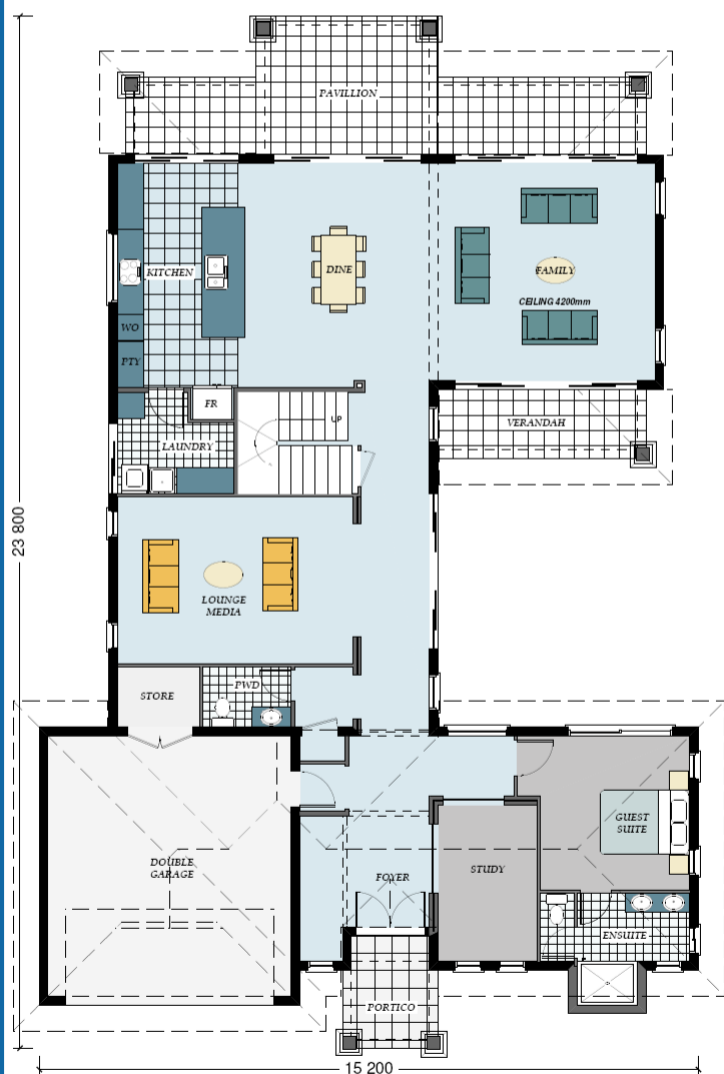 PAVILLION
KITCHEN
DINE
FAMILY
CEILING 4200mm
WO
PTY
FR
UP
VERANDAH
LAUNDRY
23 800
LOUNGE
MEDIA
STORE
PWD
GUEST
SUITE
DOUBLE
GARAGE
FOYER
STUDY
ENSUITE
PORTICO
15 200